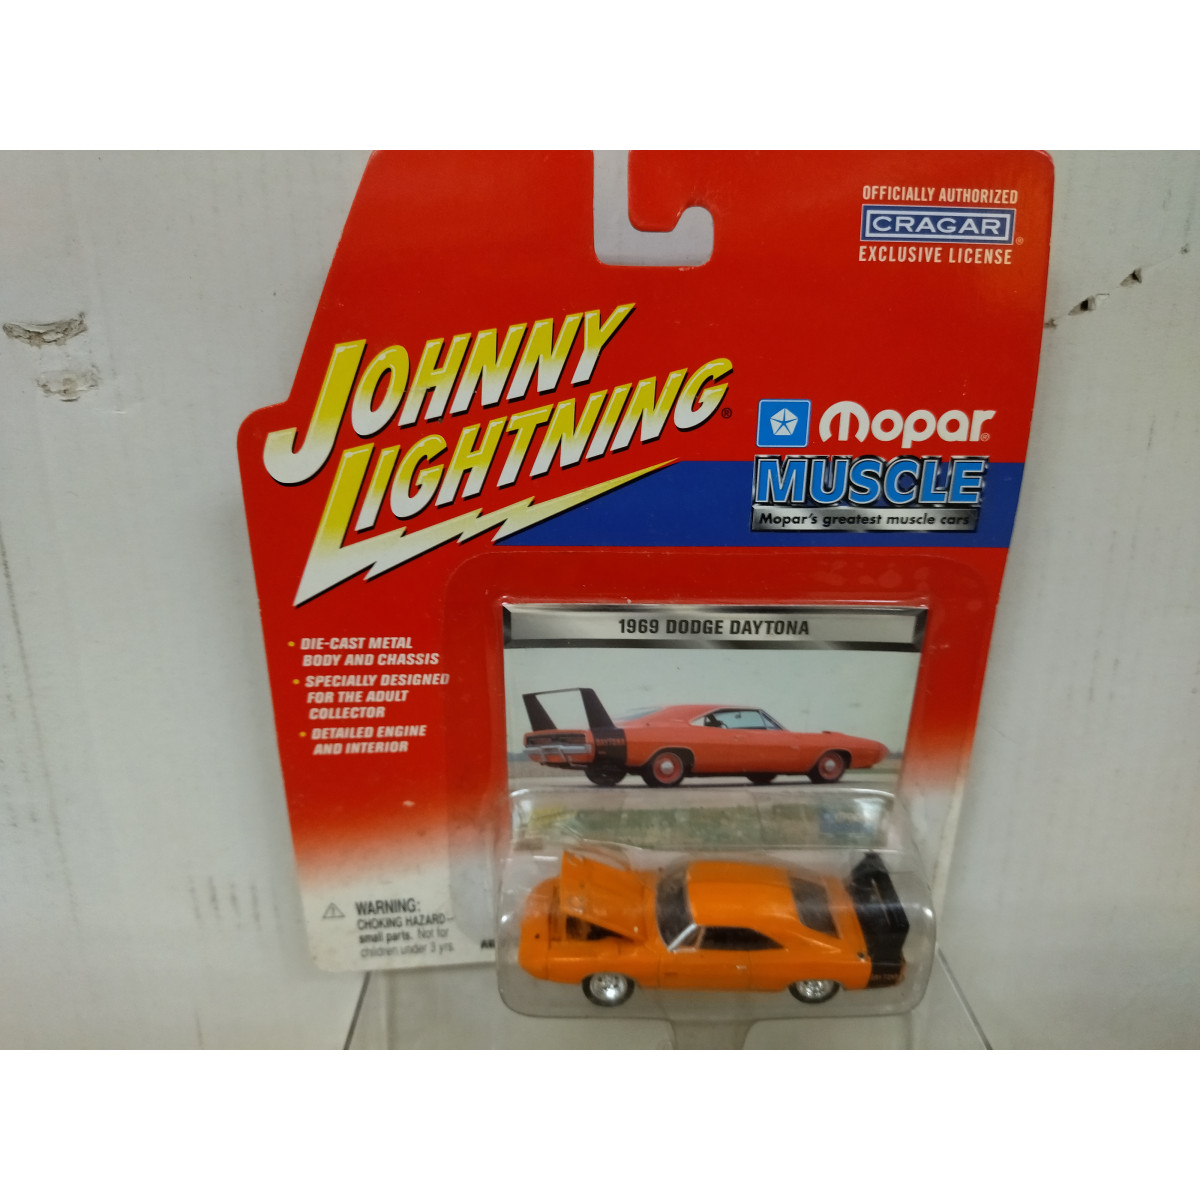 OFFICIALLY AUTHORIZED
CRAGAR®
EXCLUSIVE LICENSE
JOHNNY
LIGHTNING®
Mopar®
MUSCLE
Mopar's greatest muscle cars
1969 DODGE DAYTONA
• DIE-CAST METAL
BODY AND CHASSIS
• SPECIALLY DESIGNED
FOR THE ADULT
COLLECTOR
• DETAILED ENGINE
AND INTERIOR
DAYTONA
WARNING:
CHOKING HAZARD—
small parts. Not for
children under 3 yrs.
DAYTONA